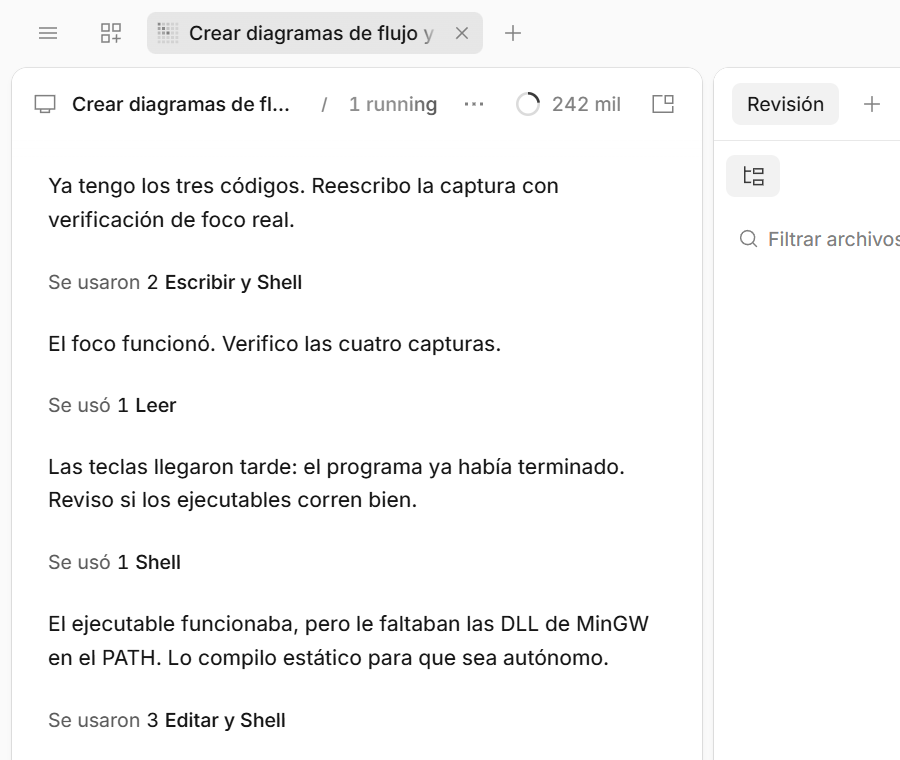 Crear diagramas de flujo y
Crear diagramas de fl... / 1 running ... 242 mil
Revisión
Filtrar archivos
Ya tengo los tres códigos. Reescribo la captura con
verificación de foco real.
Se usaron 2 Escribir y Shell
El foco funcionó. Verifico las cuatro capturas.
Se usó 1 Leer
Las teclas llegaron tarde: el programa ya había terminado.
Reviso si los ejecutables corren bien.
Se usó 1 Shell
El ejecutable funcionaba, pero le faltaban las DLL de MinGW
en el PATH. Lo compilo estático para que sea autónomo.
Se usaron 3 Editar y Shell